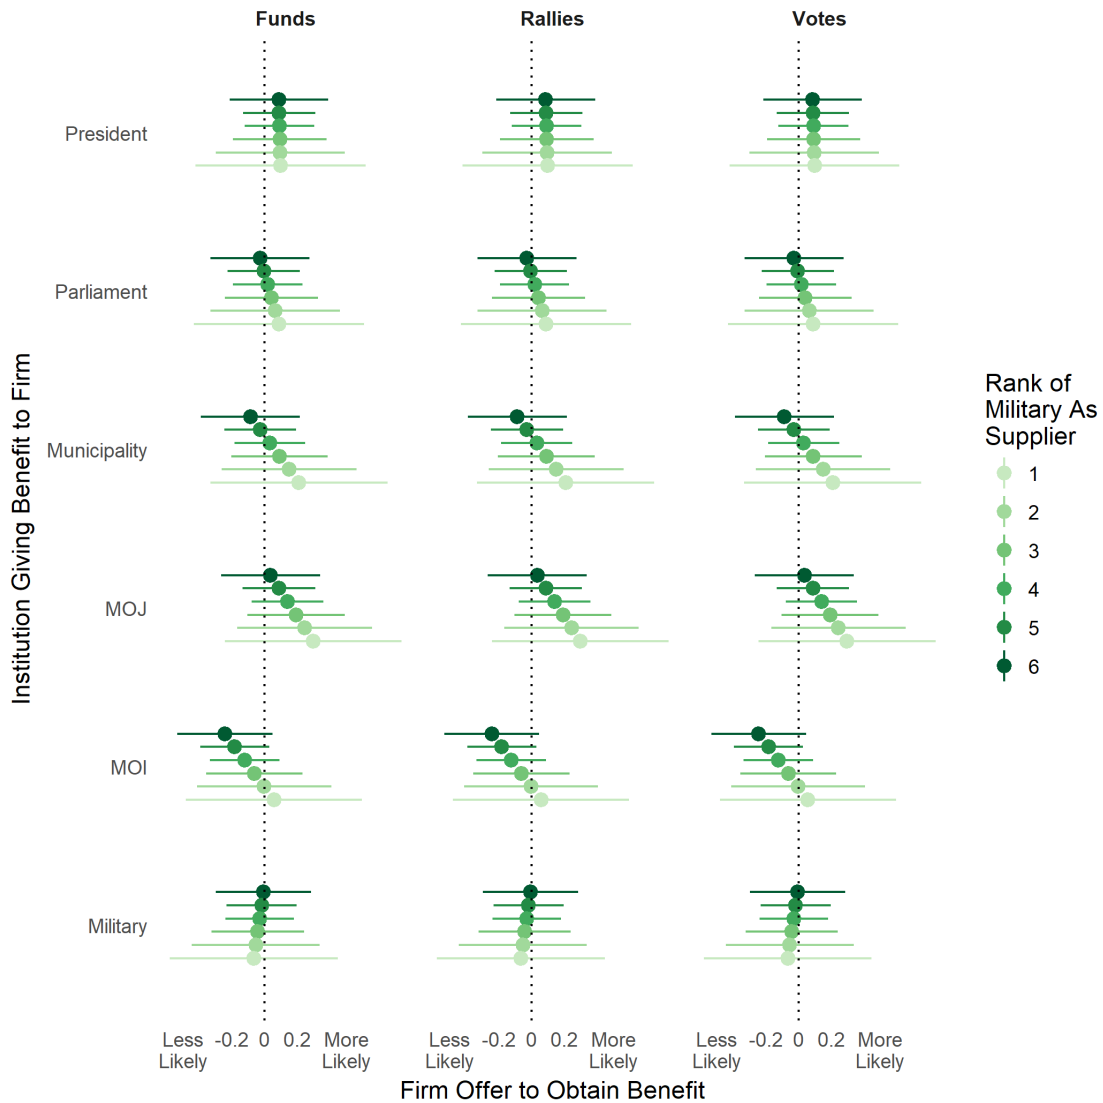 Funds Rallies Votes
President
Parliament
Municipality
MOJ
MOI
Military
Institution Giving Benefit to Firm
Rank of
Military As
Supplier
1
2
3
4
5
6
Less
Likely -0.2 0 0.2 More
Likely Less
Likely -0.2 0 0.2 More
Likely Less
Likely -0.2 0 0.2 More
Likely
Firm Offer to Obtain Benefit